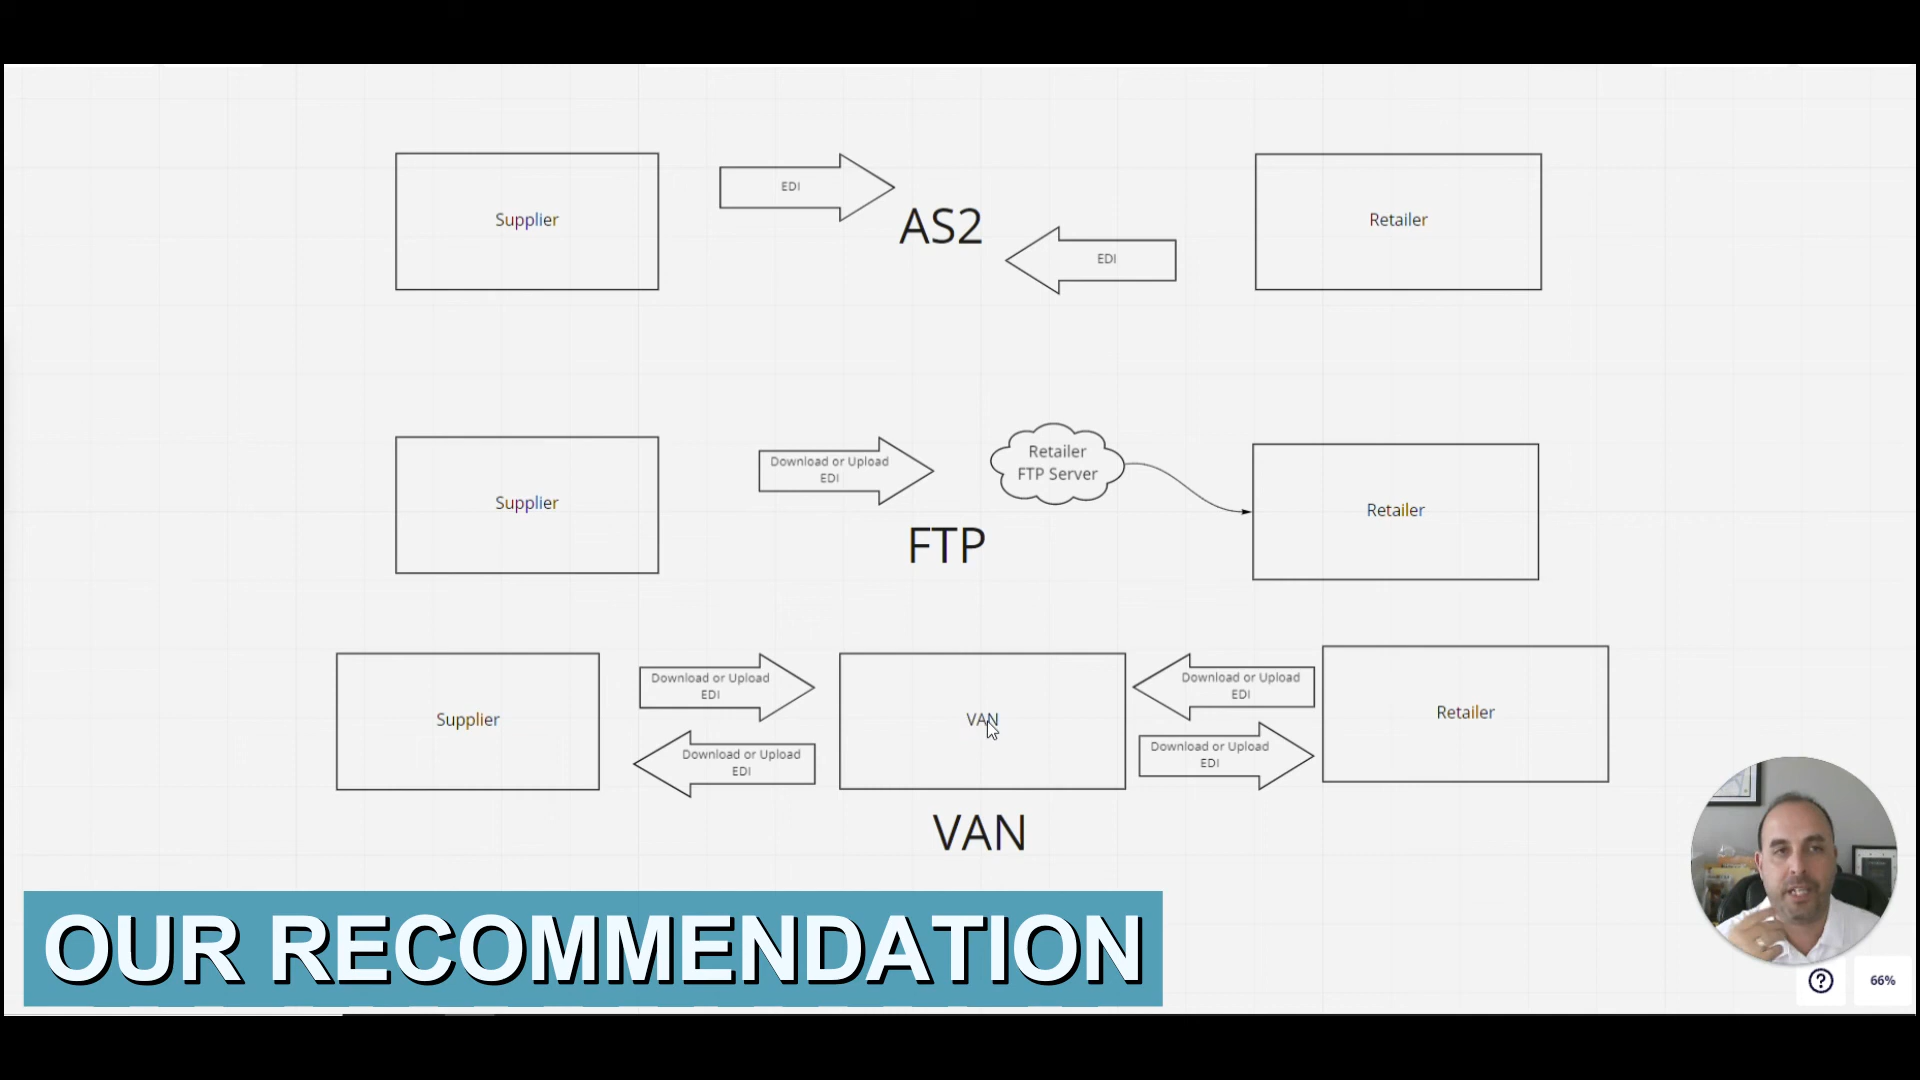 Supplier
EDI
AS2
EDI
Retailer
Supplier
Download or Upload
EDI
Retailer
FTP Server
FTP
Retailer
Supplier
Download or Upload
EDI
Download or Upload
EDI
VAN
VAN
Download or Upload
EDI
Download or Upload
EDI
Retailer
OUR RECOMMENDATION
?
66%